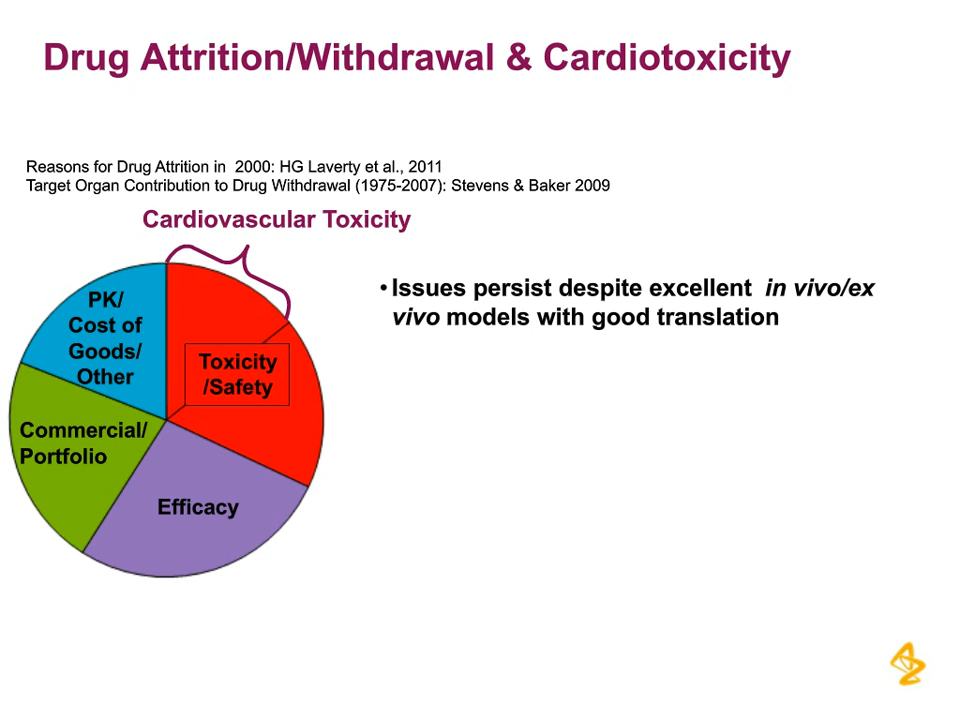 Drug Attrition/Withdrawal & Cardiotoxicity
Reasons for Drug Attrition in  2000: HG Laverty et al., 2011
Target Organ Contribution to Drug Withdrawal (1975-2007): Stevens & Baker 2009
Cardiovascular Toxicity
PK/
Cost of
Goods/
Other
Toxicity
/Safety
Commercial/
Portfolio
Efficacy
• Issues persist despite excellent  in vivo/ex
vivo models with good translation